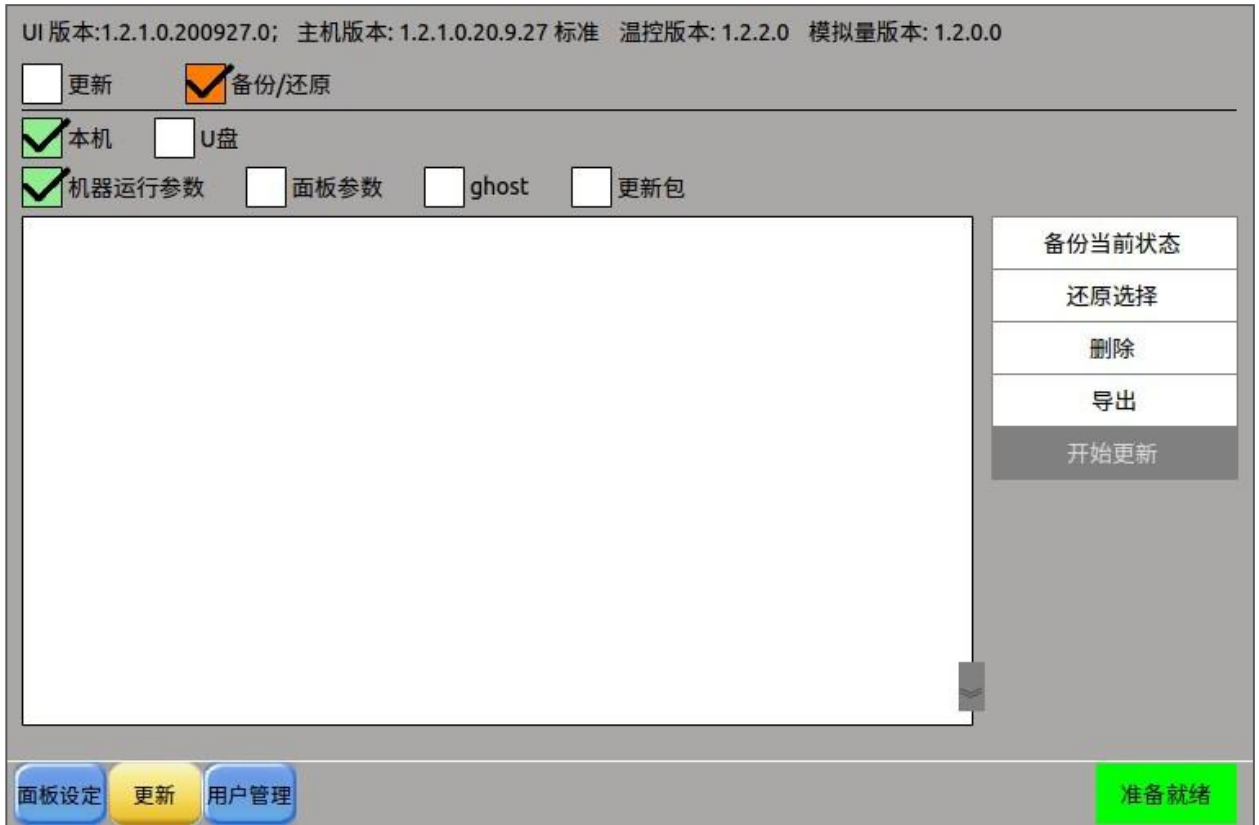 UI 版本:1.2.1.0.200927.0; 主机版本: 1.2.1.0.20.9.27 标准 温控版本: 1.2.2.0 模拟量版本: 1.2.0.0
更新 备份/还原
本机 U盘
机器运行参数 面板参数 ghost 更新包
备份当前状态
还原选择
删除
导出
开始更新
面板设定 更新 用户管理 准备就绪